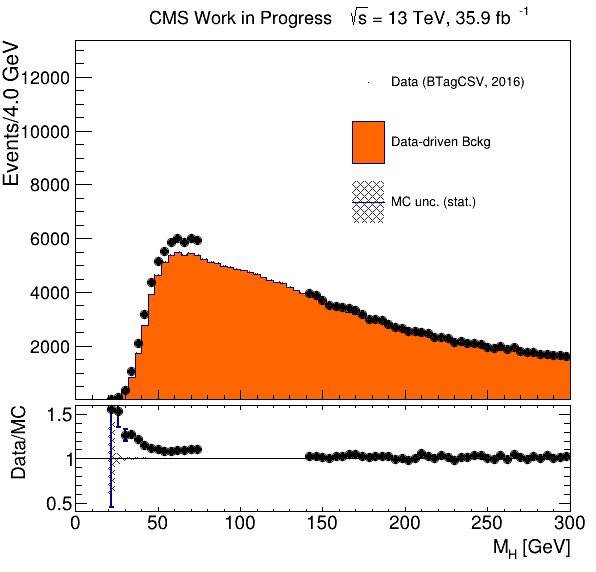 CMS Work in Progress √s = 13 TeV, 35.9 fb⁻¹
Events/4.0 GeV
12000
10000
8000
6000
4000
2000
Data (BTagCSV, 2016)
Data-driven Bckg
MC unc. (stat.)
Data/MC
1.5
1
0.5
0 50 100 150 200 250 300
M_H [GeV]